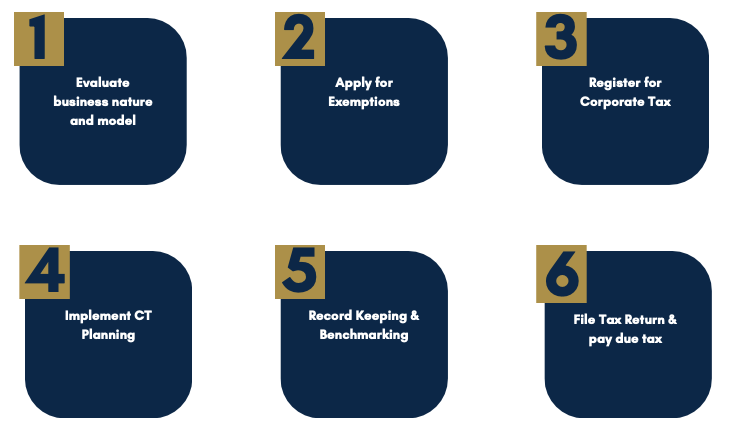 1
Evaluate
business nature
and model
2
Apply for
Exemptions
3
Register for
Corporate Tax
4
Implement CT
Planning
5
Record Keeping &
Benchmarking
6
File Tax Return &
pay due tax